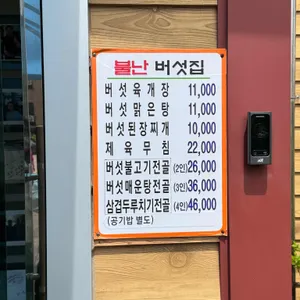 불난 버섯집
버섯육개장 11,000
버섯맑은탕 11,000
버섯된장찌개 10,000
제육무침 22,000
버섯불고기전골 (2인) 26,000
버섯매운탕전골 (3인) 36,000
삼겹두루치기전골 (4인) 46,000
(공기밥 별도)